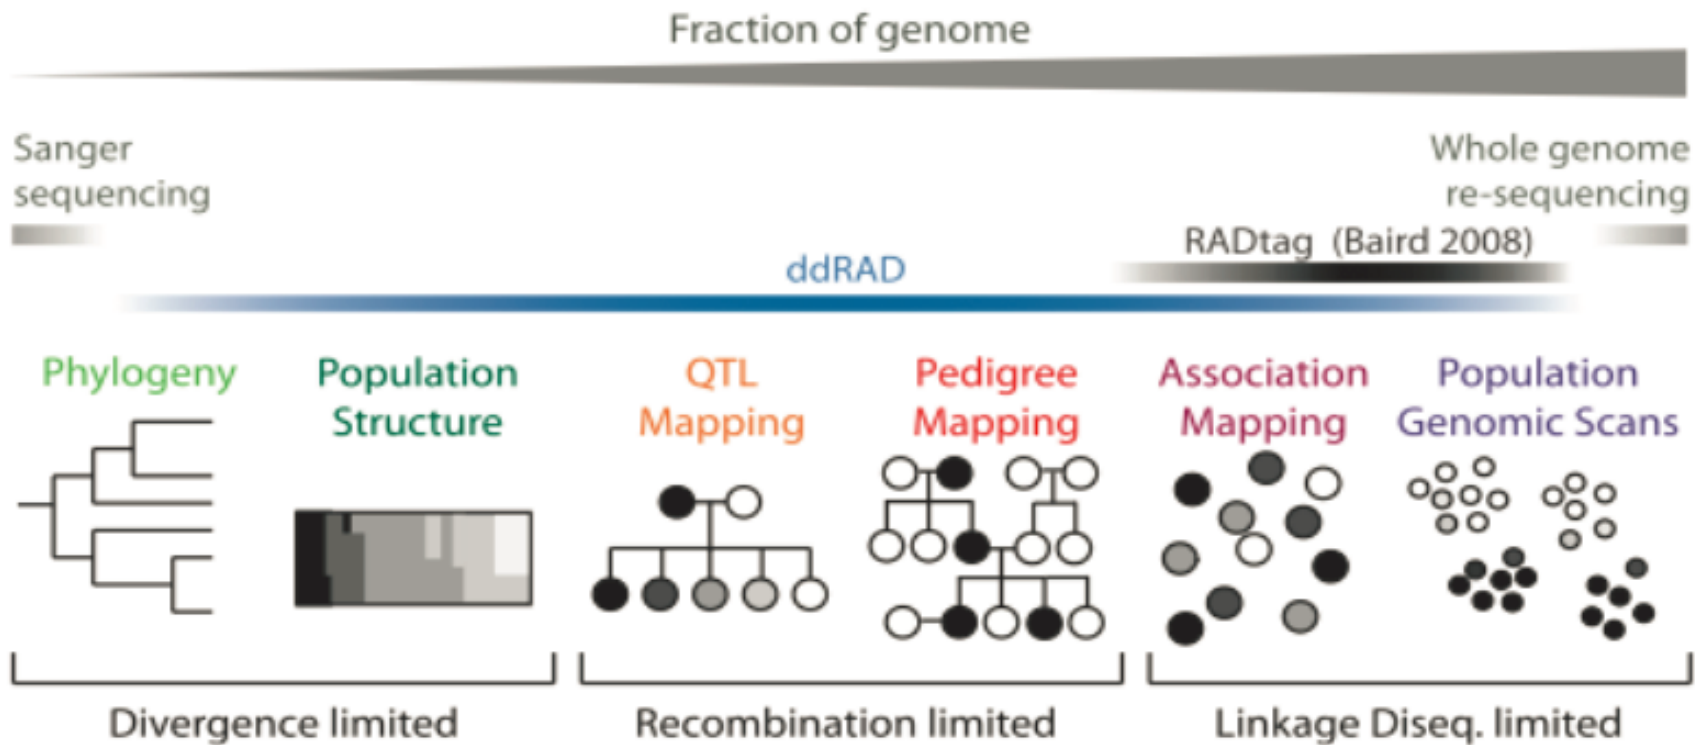 Fraction of genome
Sanger
sequencing
Whole genome
re-sequencing
RADtag (Baird 2008)
ddRAD
Phylogeny
Population
Structure
QTL
Mapping
Pedigree
Mapping
Association
Mapping
Population
Genomic Scans
Divergence limited
Recombination limited
Linkage Diseq. limited